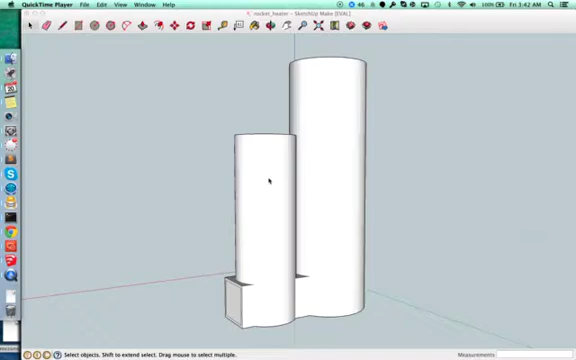 QuickTime Player File Edit View Window Help 46 Fri 3:42 AM
rocket_heater - SketchUp Make [EVAL]
Select objects. Shift to extend select. Drag mouse to select multiple. Measurements